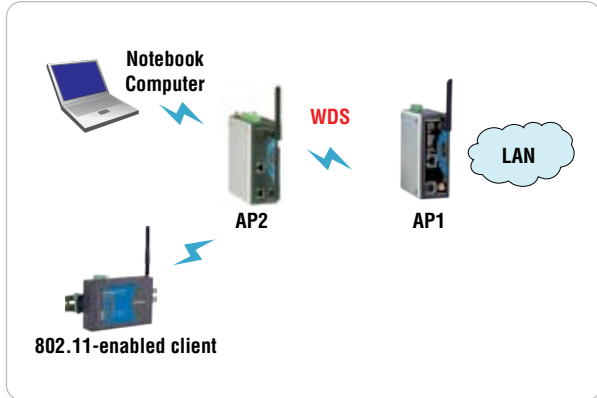 Notebook
Computer
WDS
LAN
AP2
AP1
802.11-enabled client